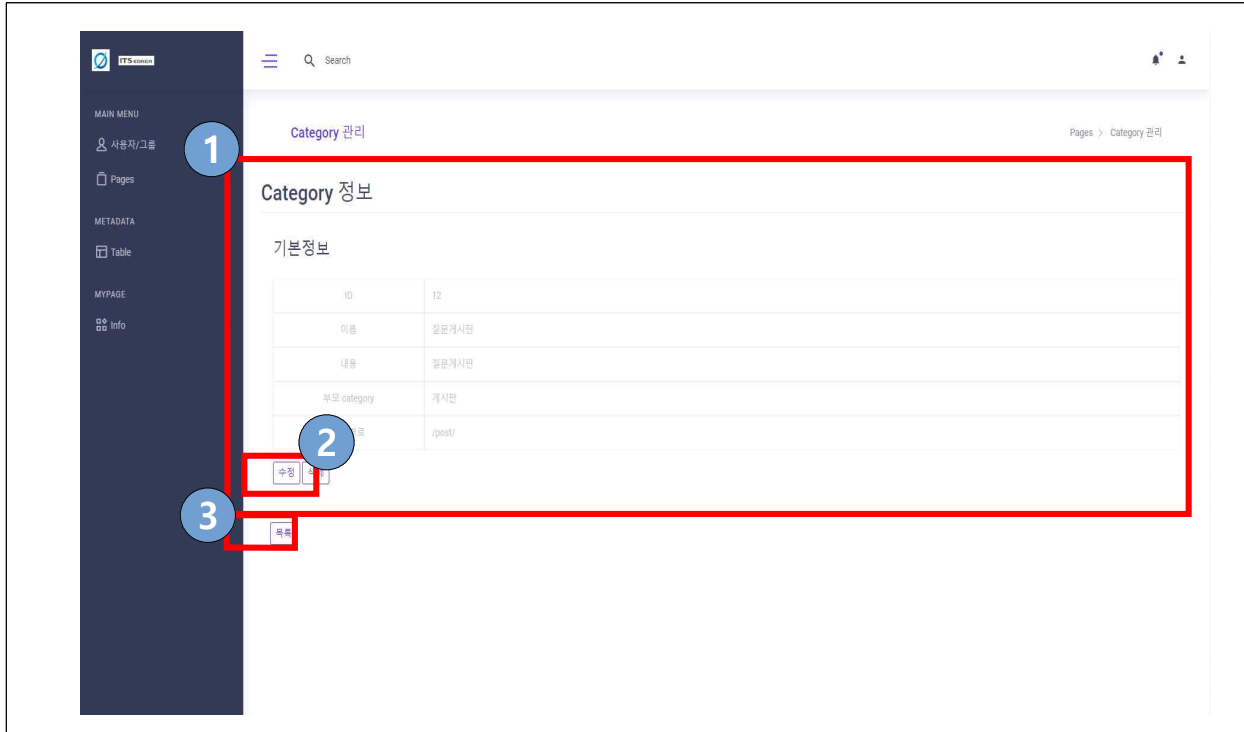 ITS KOREA
Search
MAIN MENU
Category 관리
Pages > Category 관리
사용자/그룹
1
Pages
Category 정보
METADATA
Table
기본정보
MYPAGE
ID 12
Info
이름 질문게시판
내용 질문게시판
부모 category 게시판
2
/post/
수정
3
목록